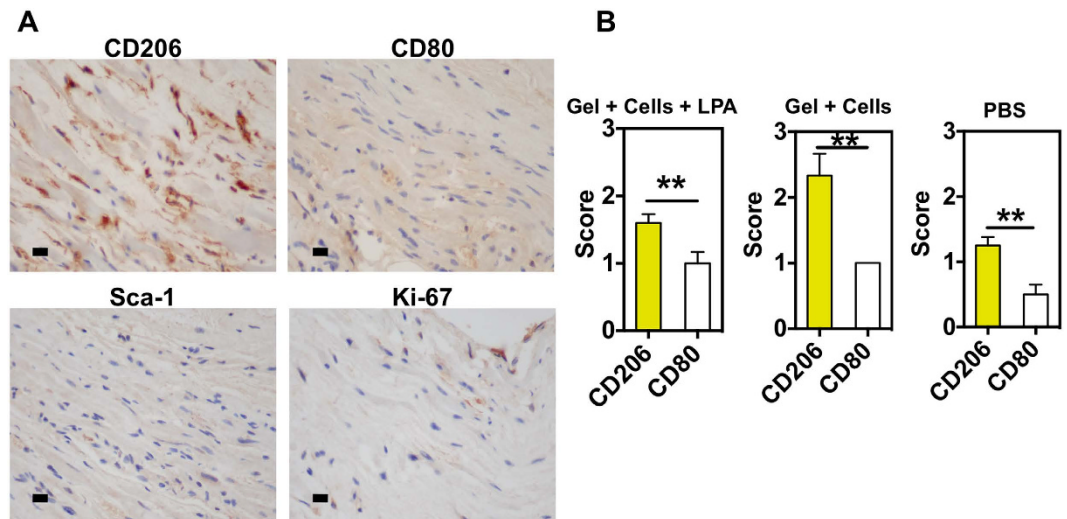 A
CD206
CD80
Sca-1
Ki-67
B
Gel + Cells + LPA
3
2
1
0
Score
**
CD206
CD80
Gel + Cells
3
2
1
0
Score
**
CD206
CD80
PBS
3
2
1
0
Score
**
CD206
CD80